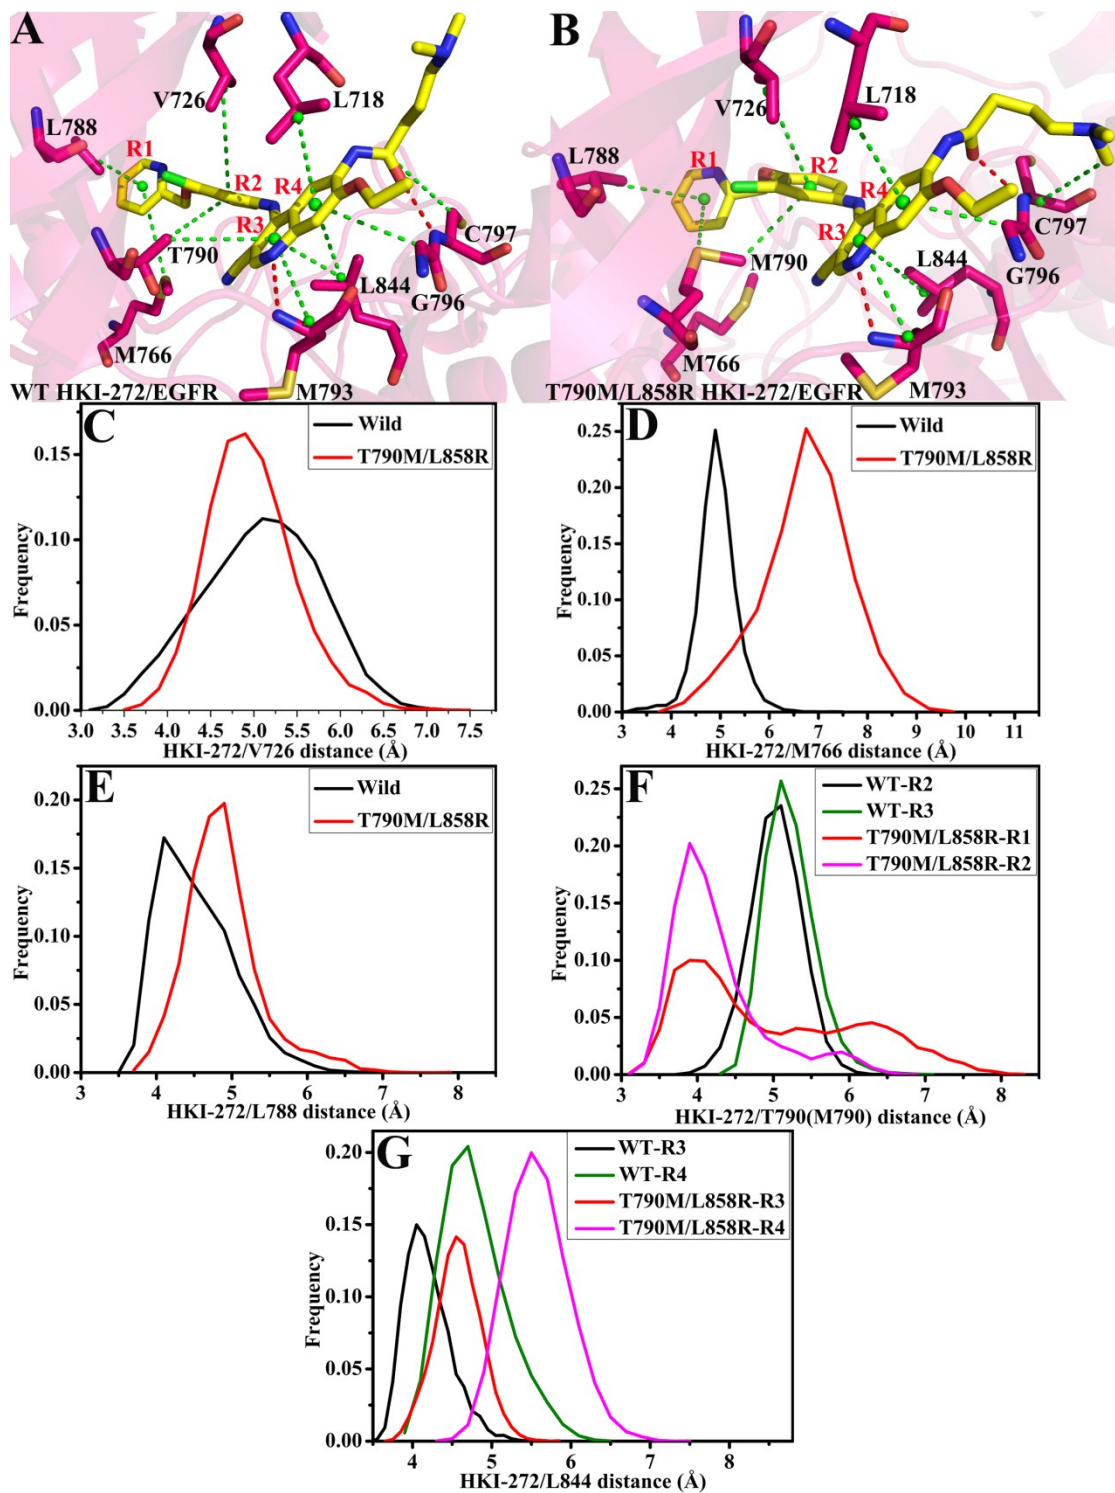 A
V726
L718
L788
R1
R2
R4
R3
T790
C797
L844
G796
M766
WT HKI-272/EGFR
M793
B
V726
L718
L788
R1
R2
R4
C797
R3
M790
L844
G796
M766
T790M/L858R HKI-272/EGFR
M793
C
Wild
T790M/L858R
Frequency
0.15
0.10
0.05
0.00
3.0 3.5 4.0 4.5 5.0 5.5 6.0 6.5 7.0 7.5
HKI-272/V726 distance (Å)
D
Wild
T790M/L858R
Frequency
0.25
0.20
0.15
0.10
0.05
0.00
3 4 5 6 7 8 9 10 11
HKI-272/M766 distance (Å)
E
Wild
T790M/L858R
Frequency
0.20
0.15
0.10
0.05
0.00
3 4 5 6 7 8
HKI-272/L788 distance (Å)
F
WT-R2
WT-R3
T790M/L858R-R1
T790M/L858R-R2
Frequency
0.25
0.20
0.15
0.10
0.05
0.00
3 4 5 6 7 8
HKI-272/T790(M790) distance (Å)
G
WT-R3
WT-R4
T790M/L858R-R3
T790M/L858R-R4
Frequency
0.20
0.15
0.10
0.05
0.00
4 5 6 7 8
HKI-272/L844 distance (Å)